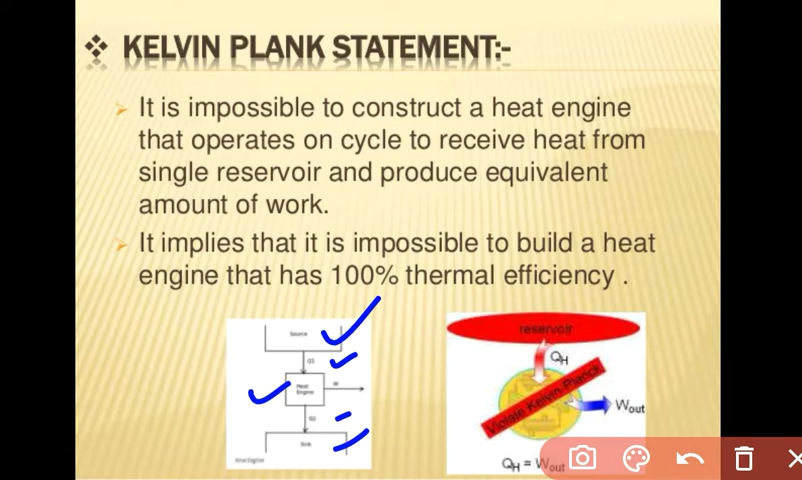 ❖ KELVIN PLANK STATEMENT:-
➢ It is impossible to construct a heat engine
that operates on cycle to receive heat from
single reservoir and produce equivalent
amount of work.
➢ It implies that it is impossible to build a heat
engine that has 100% thermal efficiency .
Source
Q1
Heat
Engine
W
Q2
Sink
reservoir
QH
Violate Kelvin-Planck
Wout
QH = Wout